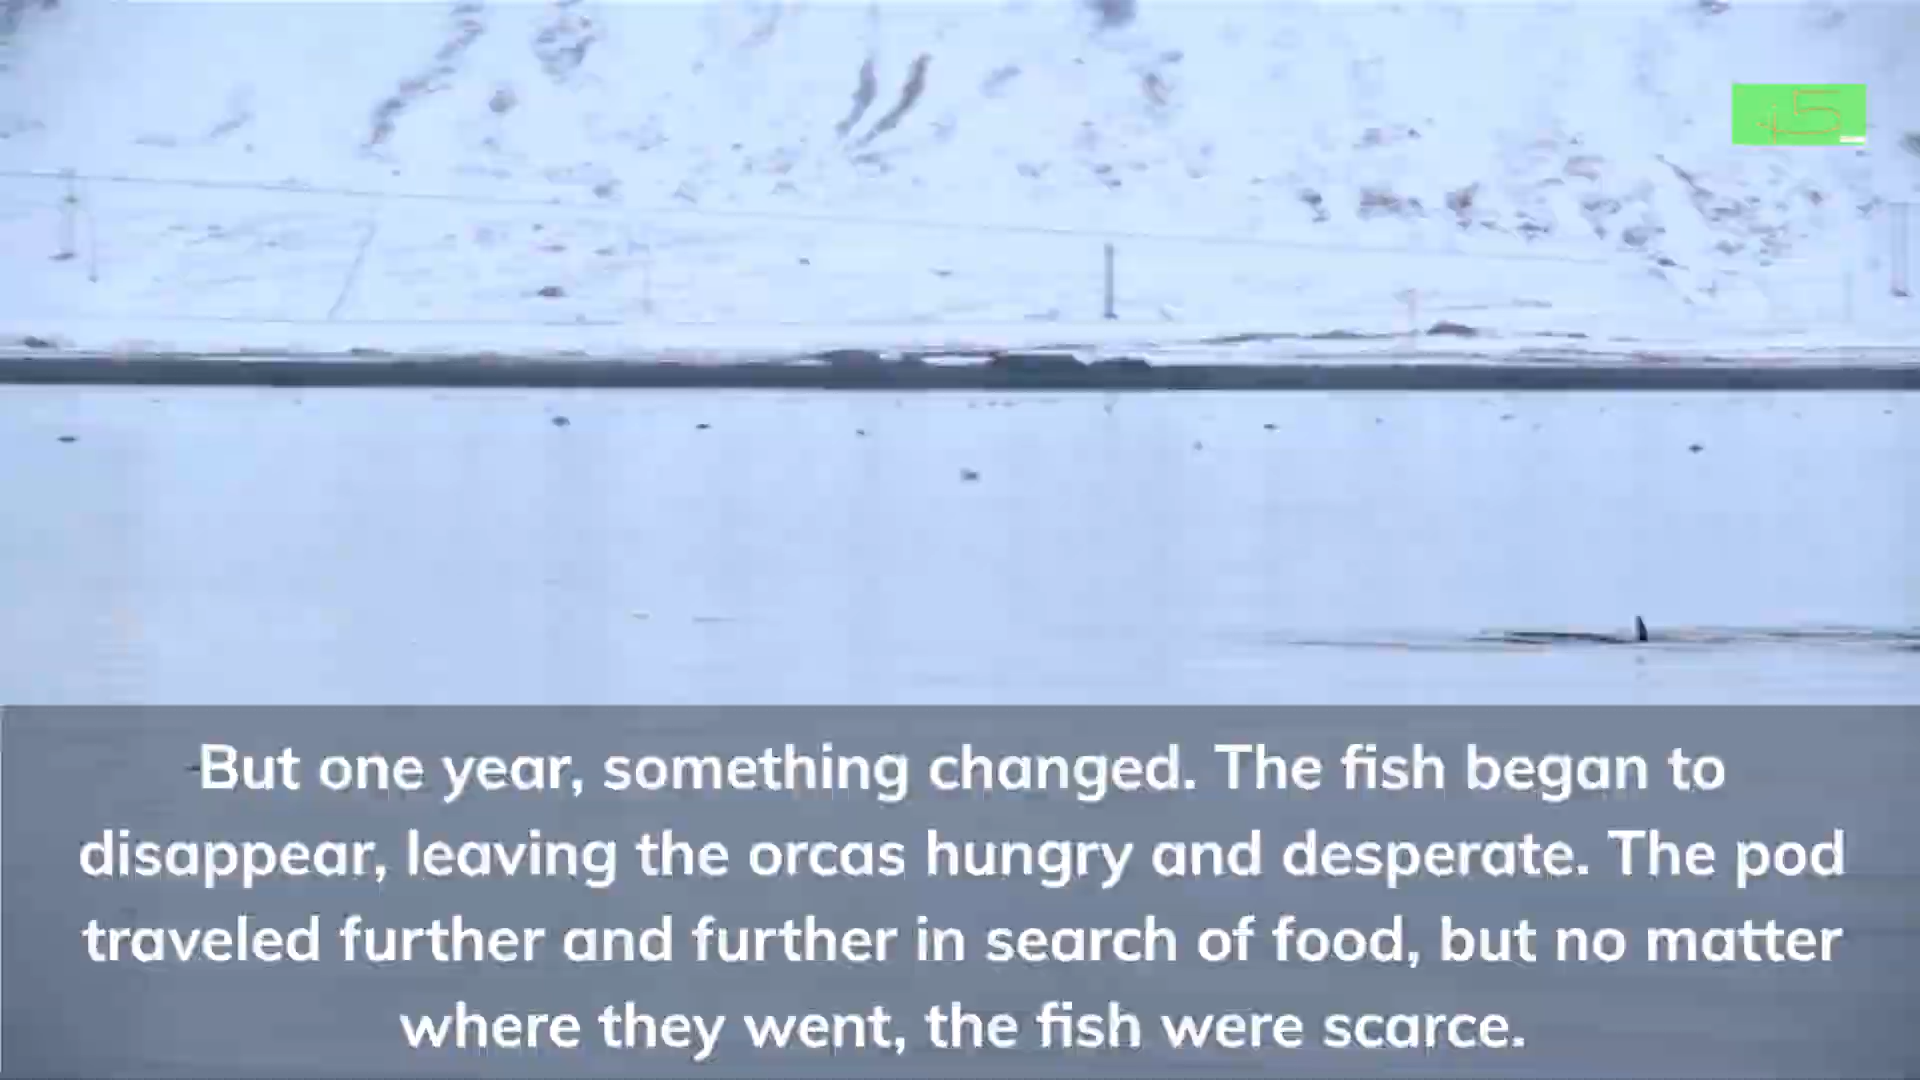 But one year, something changed. The fish began to
disappear, leaving the orcas hungry and desperate. The pod
traveled further and further in search of food, but no matter
where they went, the fish were scarce.